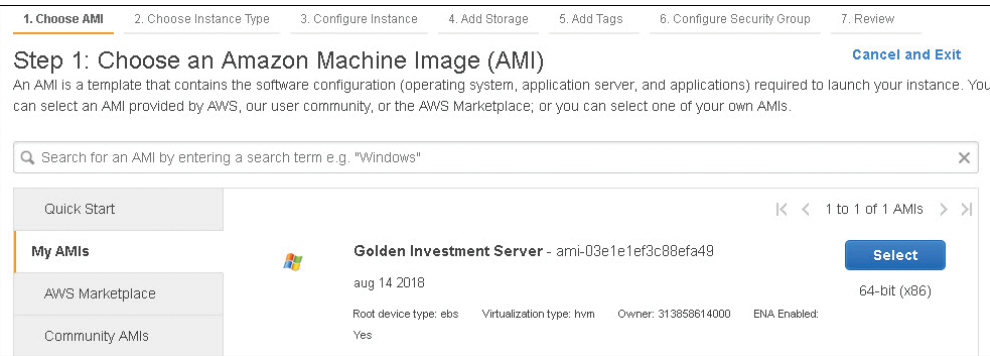 1. Choose AMI 2. Choose Instance Type 3. Configure Instance 4. Add Storage 5. Add Tags 6. Configure Security Group 7. Review
Step 1: Choose an Amazon Machine Image (AMI) Cancel and Exit
An AMI is a template that contains the software configuration (operating system, application server, and applications) required to launch your instance. You
can select an AMI provided by AWS, our user community, or the AWS Marketplace; or you can select one of your own AMIs.
Search for an AMI by entering a search term e.g. "Windows"
Quick Start
1 to 1 of 1 AMIs
My AMIs
Golden Investment Server - ami-03e1e1ef3c88efa49
Select
aug 14 2018
64-bit (x86)
AWS Marketplace
Root device type: ebs Virtualization type: hvm Owner: 313858614000 ENA Enabled:
Yes
Community AMIs